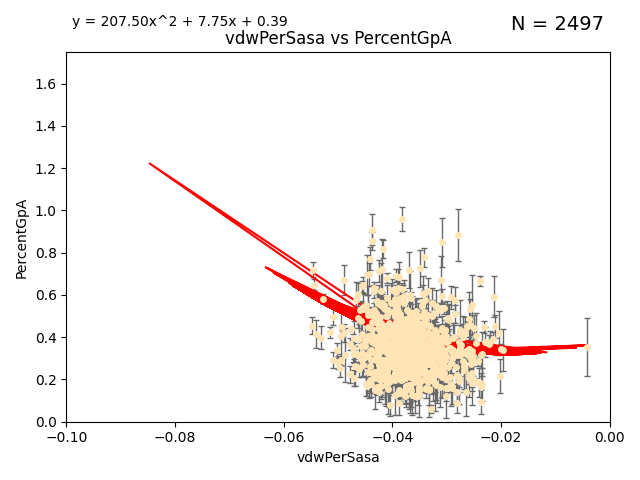 y = 207.50x^2 + 7.75x + 0.39
N = 2497
vdwPerSasa vs PercentGpA
1.6
1.4
1.2
1.0
0.8
0.6
0.4
0.2
0.0
PercentGpA
−0.10 −0.08 −0.06 −0.04 −0.02 0.00
vdwPerSasa